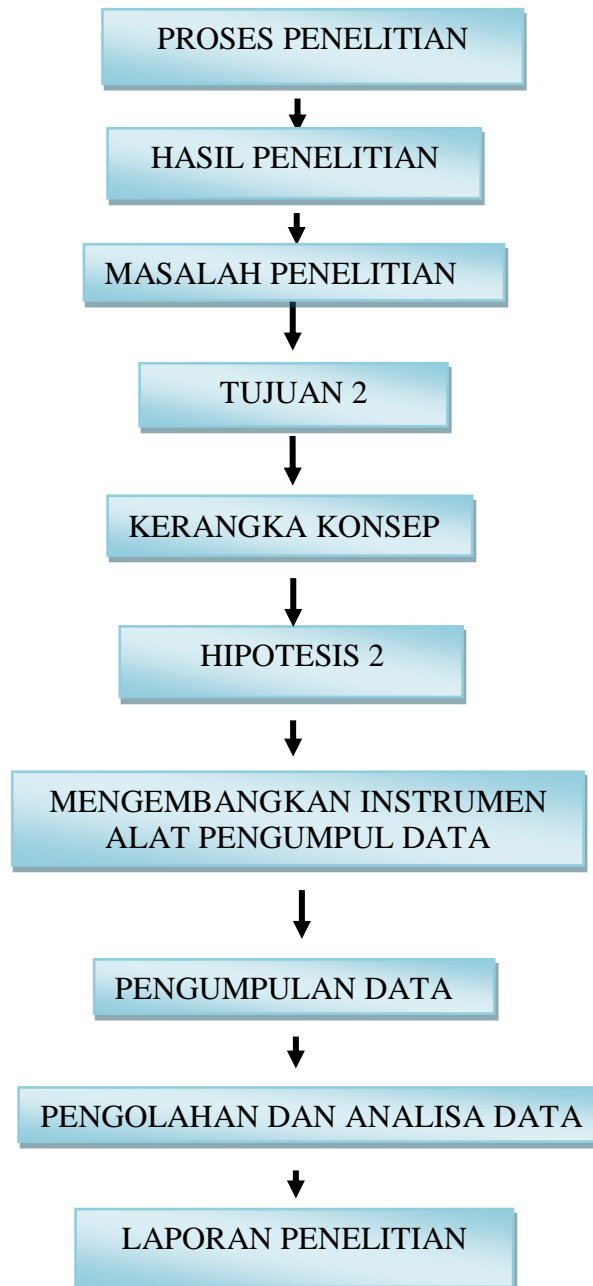 PROSES PENELITIAN
HASIL PENELITIAN
MASALAH PENELITIAN
TUJUAN 2
KERANGKA KONSEP
HIPOTESIS 2
MENGEMBANGKAN INSTRUMEN
ALAT PENGUMPUL DATA
PENGUMPULAN DATA
PENGOLAHAN DAN ANALISA DATA
LAPORAN PENELITIAN